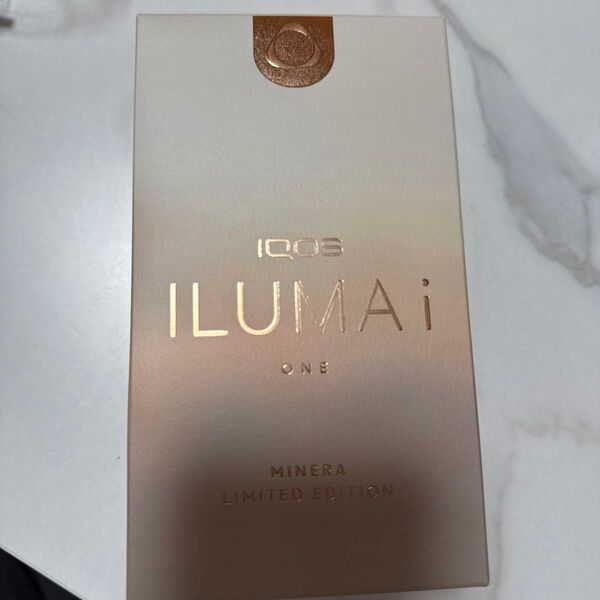 IQOS
ILUMA i
ONE
MINERA
LIMITED EDITION